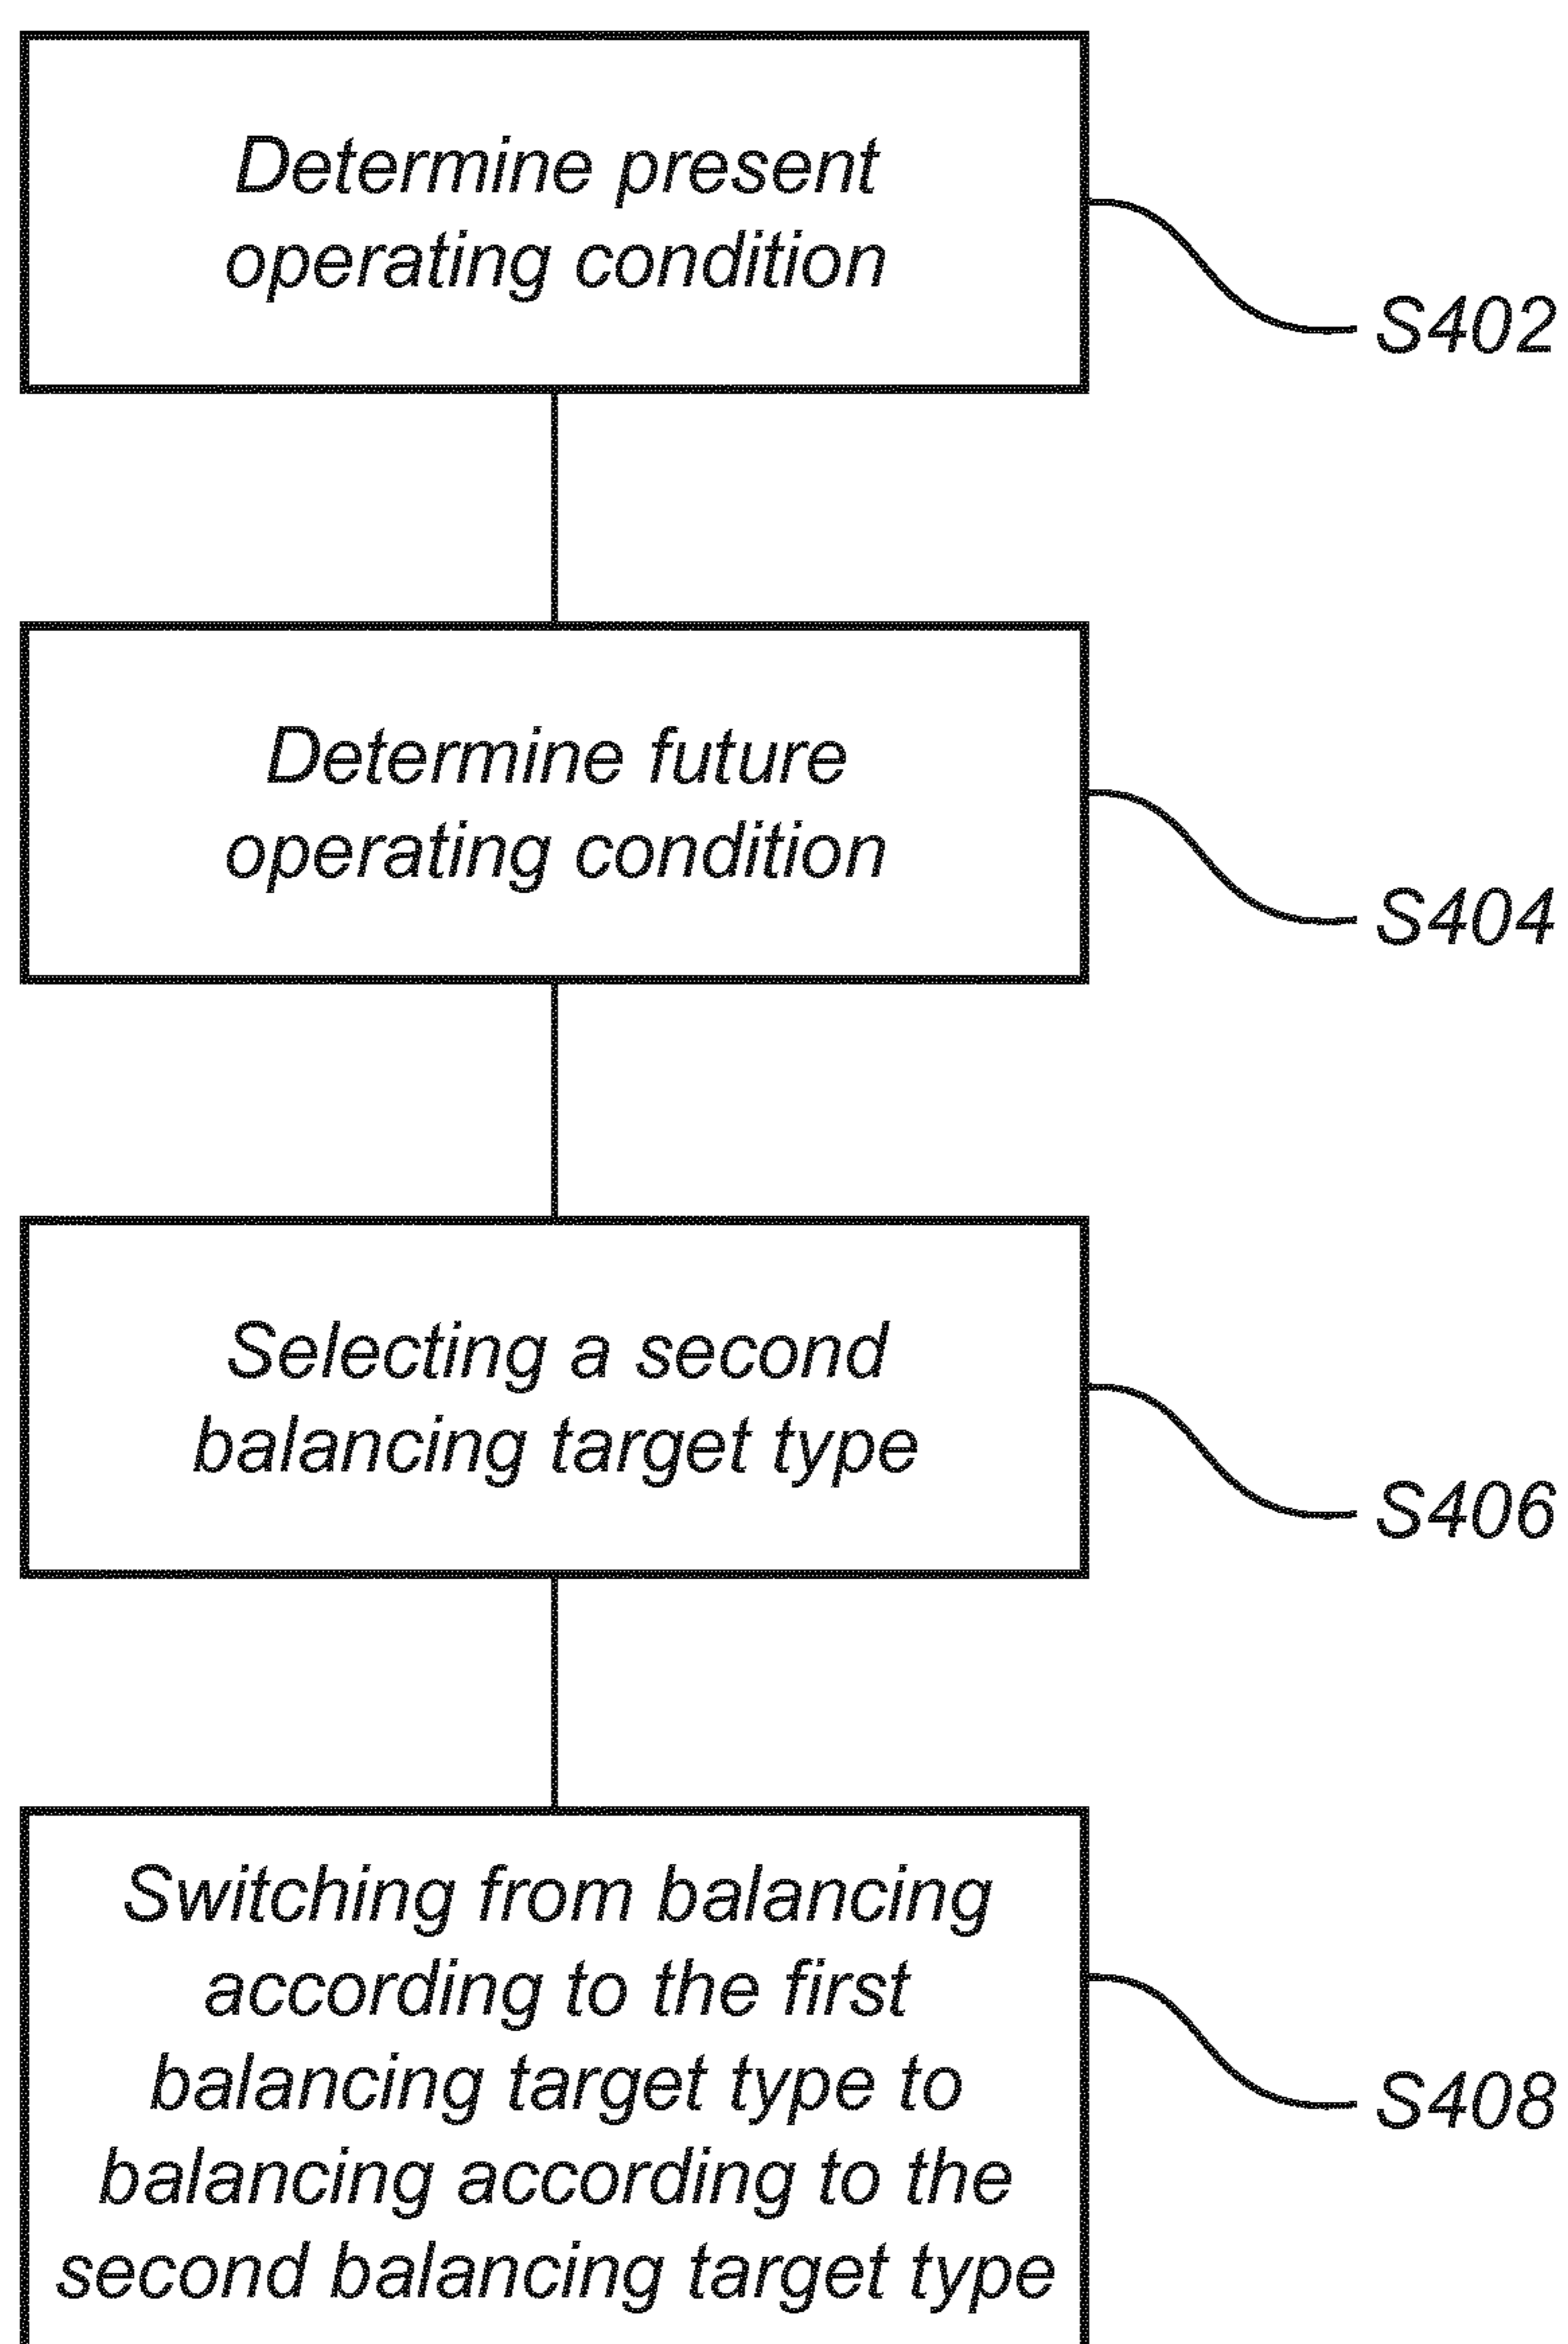 Determine present
operating condition
S402
Determine future
operating condition
S404
Selecting a second
balancing target type
S406
Switching from balancing
according to the first
balancing target type to
balancing according to the
second balancing target type
S408